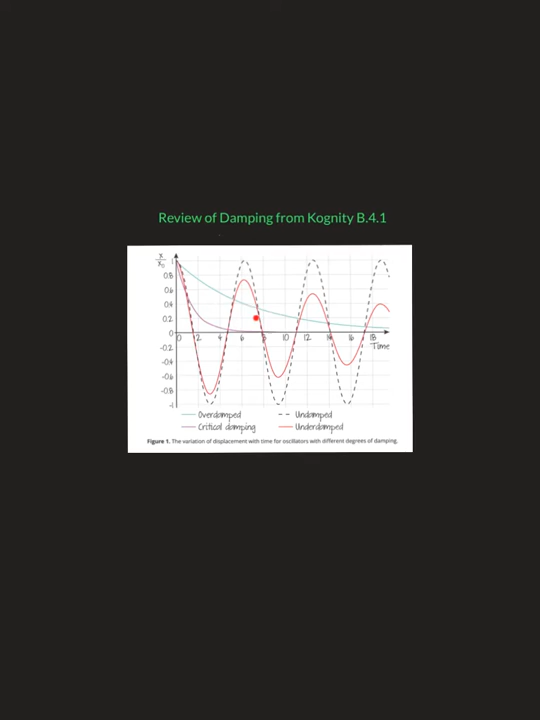 Review of Damping from Kognity B.4.1
x/x₀
1
0.8
0.6
0.4
0.2
0
-0.2
-0.4
-0.6
-0.8
-1
0 2 4 6 8 10 12 14 16 18
Time
Overdamped
Undamped
Critical damping
Underdamped
Figure 1. The variation of displacement with time for oscillators with different degrees of damping.